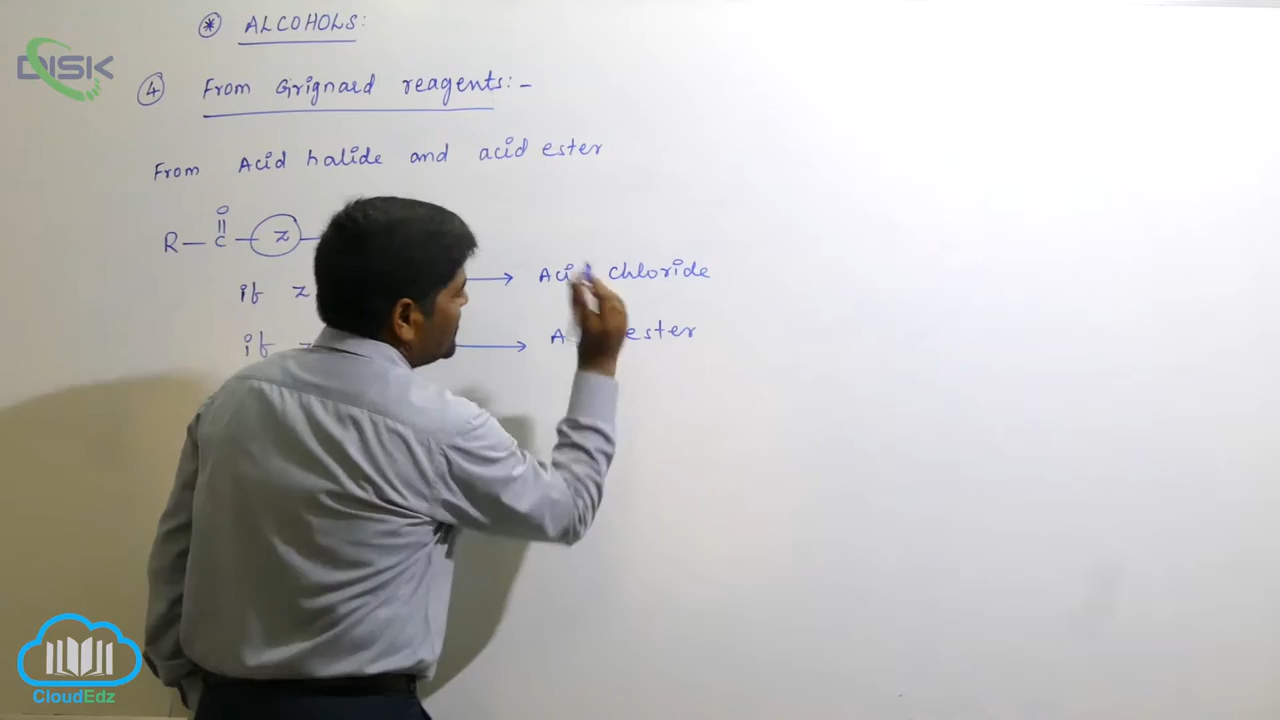 * ALCOHOLS:
DISK
4 From Grignard reagents:-
From Acid halide and acid ester
O
R — C — Z —
if Z → Acid chloride
if → ester
CloudEdz